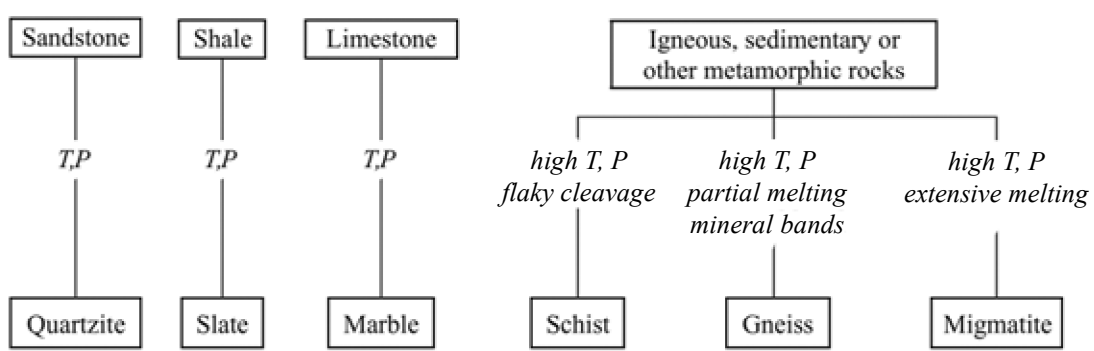 Sandstone
Shale
Limestone
Igneous, sedimentary or
other metamorphic rocks
T,P
T,P
T,P
high T, P
flaky cleavage
high T, P
partial melting
mineral bands
high T, P
extensive melting
Quartzite
Slate
Marble
Schist
Gneiss
Migmatite